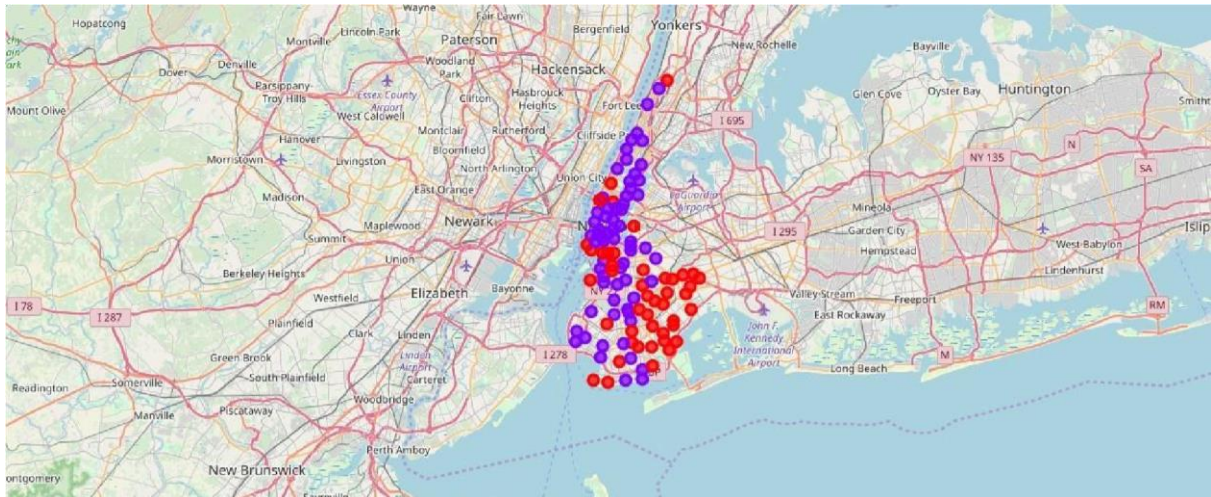 Hopatcong
Wayne
Fair Lawn
Bergenfield
Yonkers
Montville
Lincoln Park
Paterson
New Rochelle
Bayville
Dover
Denville
Woodland
Park
Hackensack
Parsippany-
Troy Hills
Essex County
Airport
Clifton
Hasbrouck
Heights
Fort Lee
Glen Cove
Oyster Bay
Huntington
Smith
Mount Olive
West Caldwell
I 695
Hanover
Montclair
Rutherford
Cliffside P
N
Bloomfield
NY 135
Morristown
Livingston
North Arlington
SA
East Orange
Union City
LaGuardia
Airport
Madison
Mineola
Maplewood
Newark
N
Garden City
Islip
Summit
I 295
Hempstead
West-Babylon
Union
Berkeley Heights
Lindenhurst
I 78
Elizabeth
Bayonne
NY
Valley Stream
Freeport
Westfield
RM
I 287
Plainfield
Clark
Linden
East Rockaway
John F.
Kennedy
International
Airport
Green Brook
Linden
Airport
I 278
M
Long Beach
Readington
Somerville
South Plainfield
Carteret
Manville
Piscataway
Woodbridge
Perth Amboy
ontgomery
New Brunswick
Sayreville